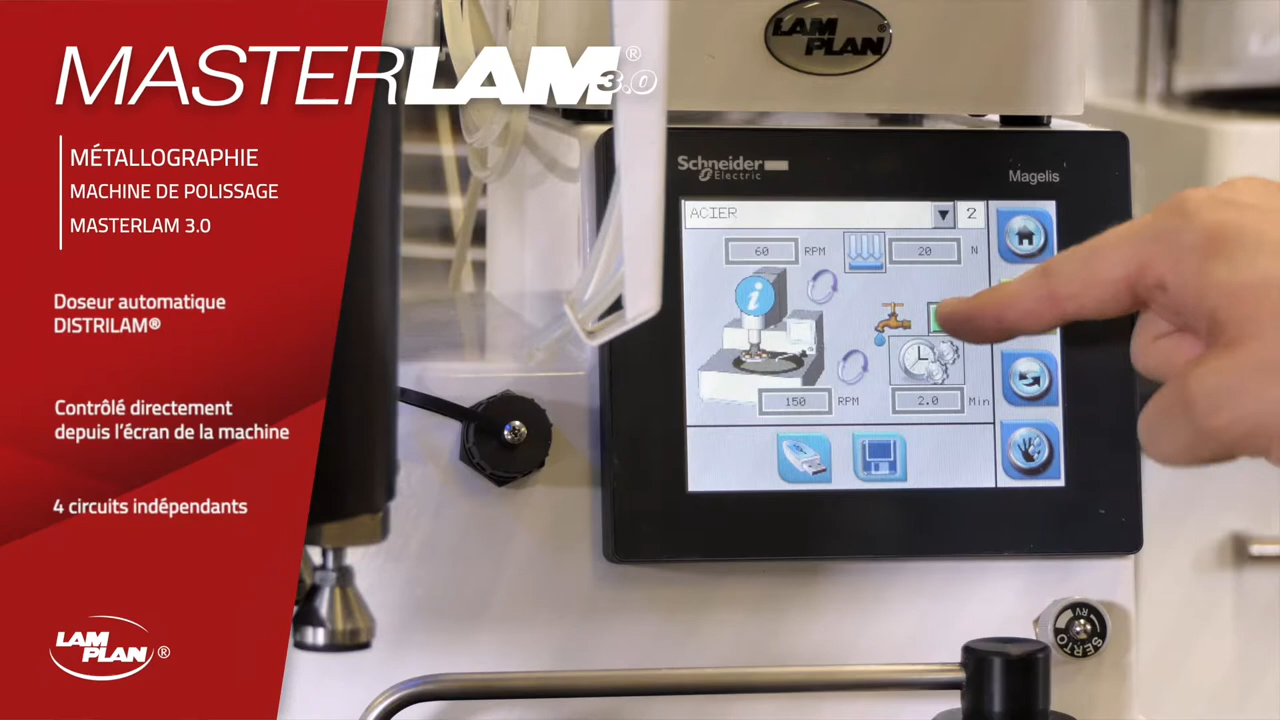 MASTERLAM® 3.0
MÉTALLOGRAPHIE
MACHINE DE POLISSAGE
MASTERLAM 3.0
Doseur automatique
DISTRILAM®
Contrôlé directement
depuis l'écran de la machine
4 circuits indépendants
LAM PLAN ®
LAM PLAN
Schneider Electric
Magelis
ACIER 2
60 RPM 20 N
i
150 RPM 2.0 Min
SERTO RV